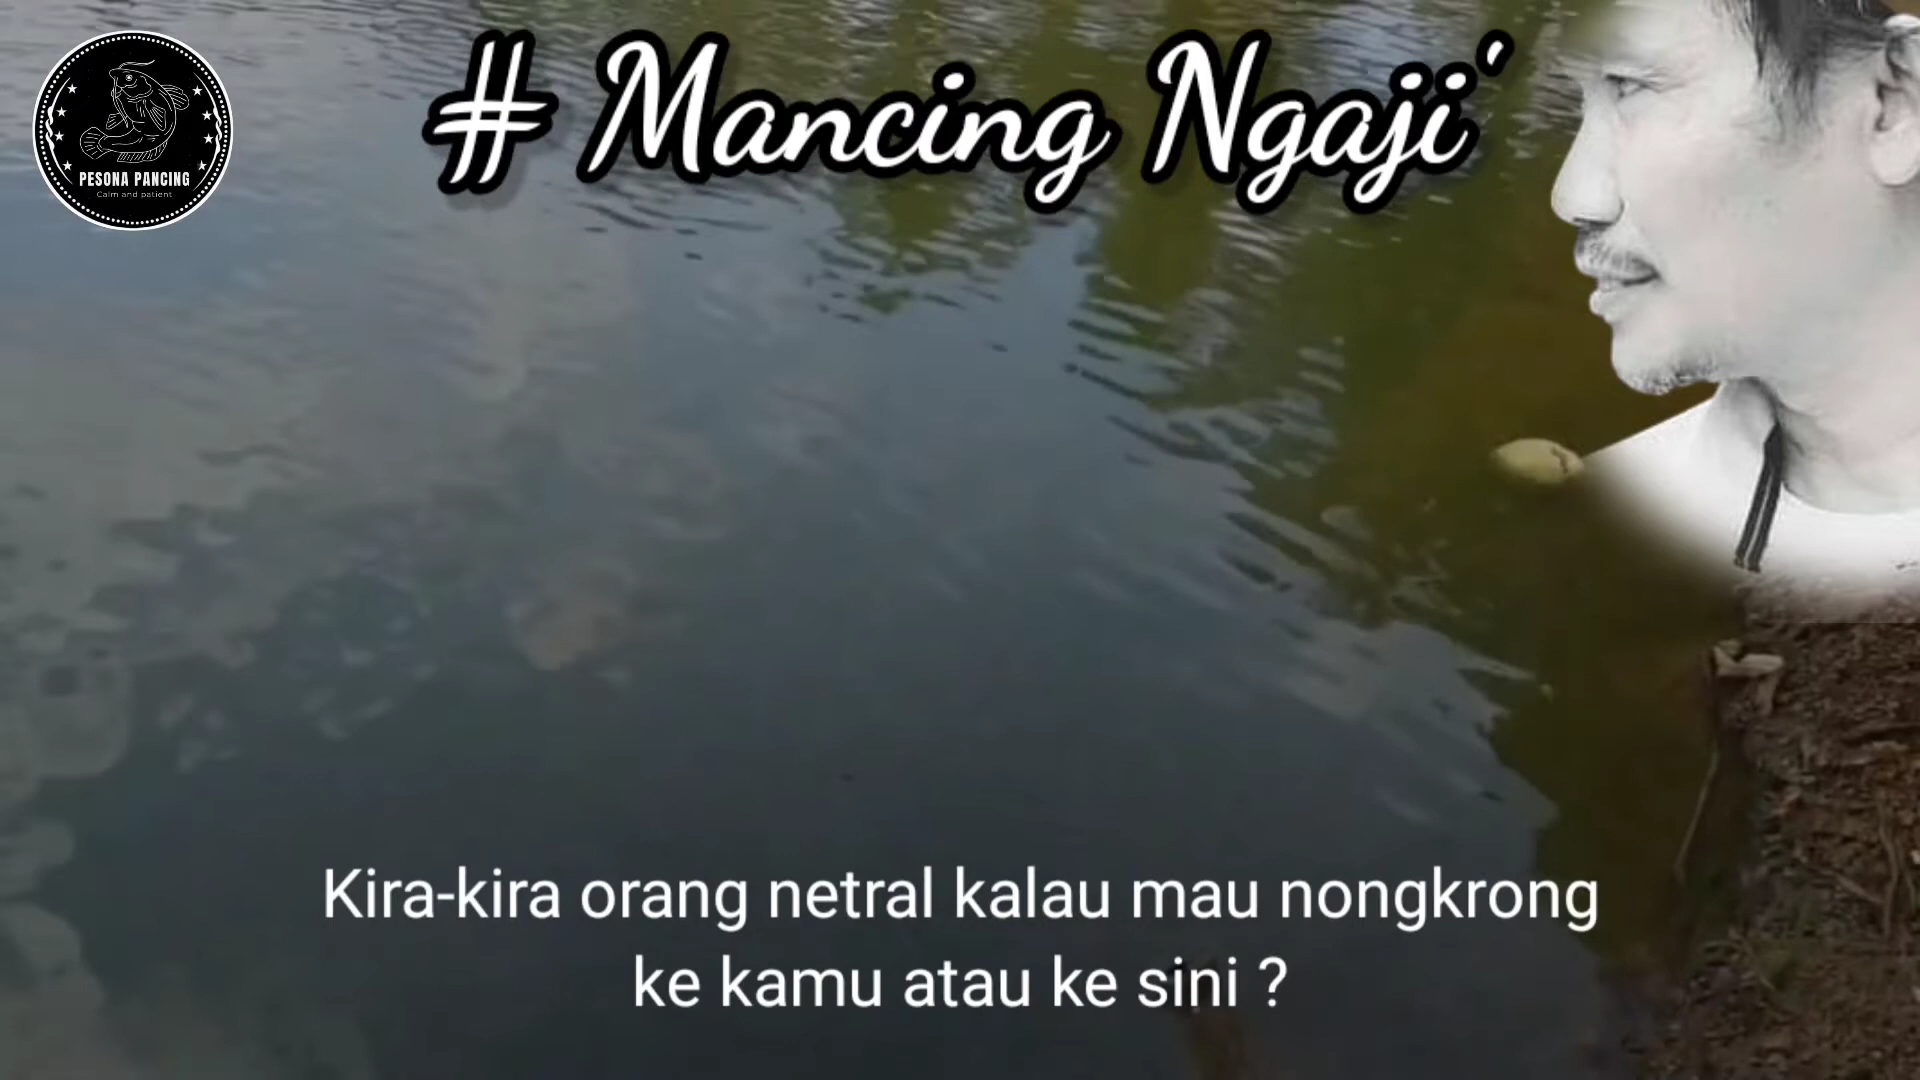 # Mancing Ngaji'
PESONA PANCING
Calm and patient
Kira-kira orang netral kalau mau nongkrong
ke kamu atau ke sini ?